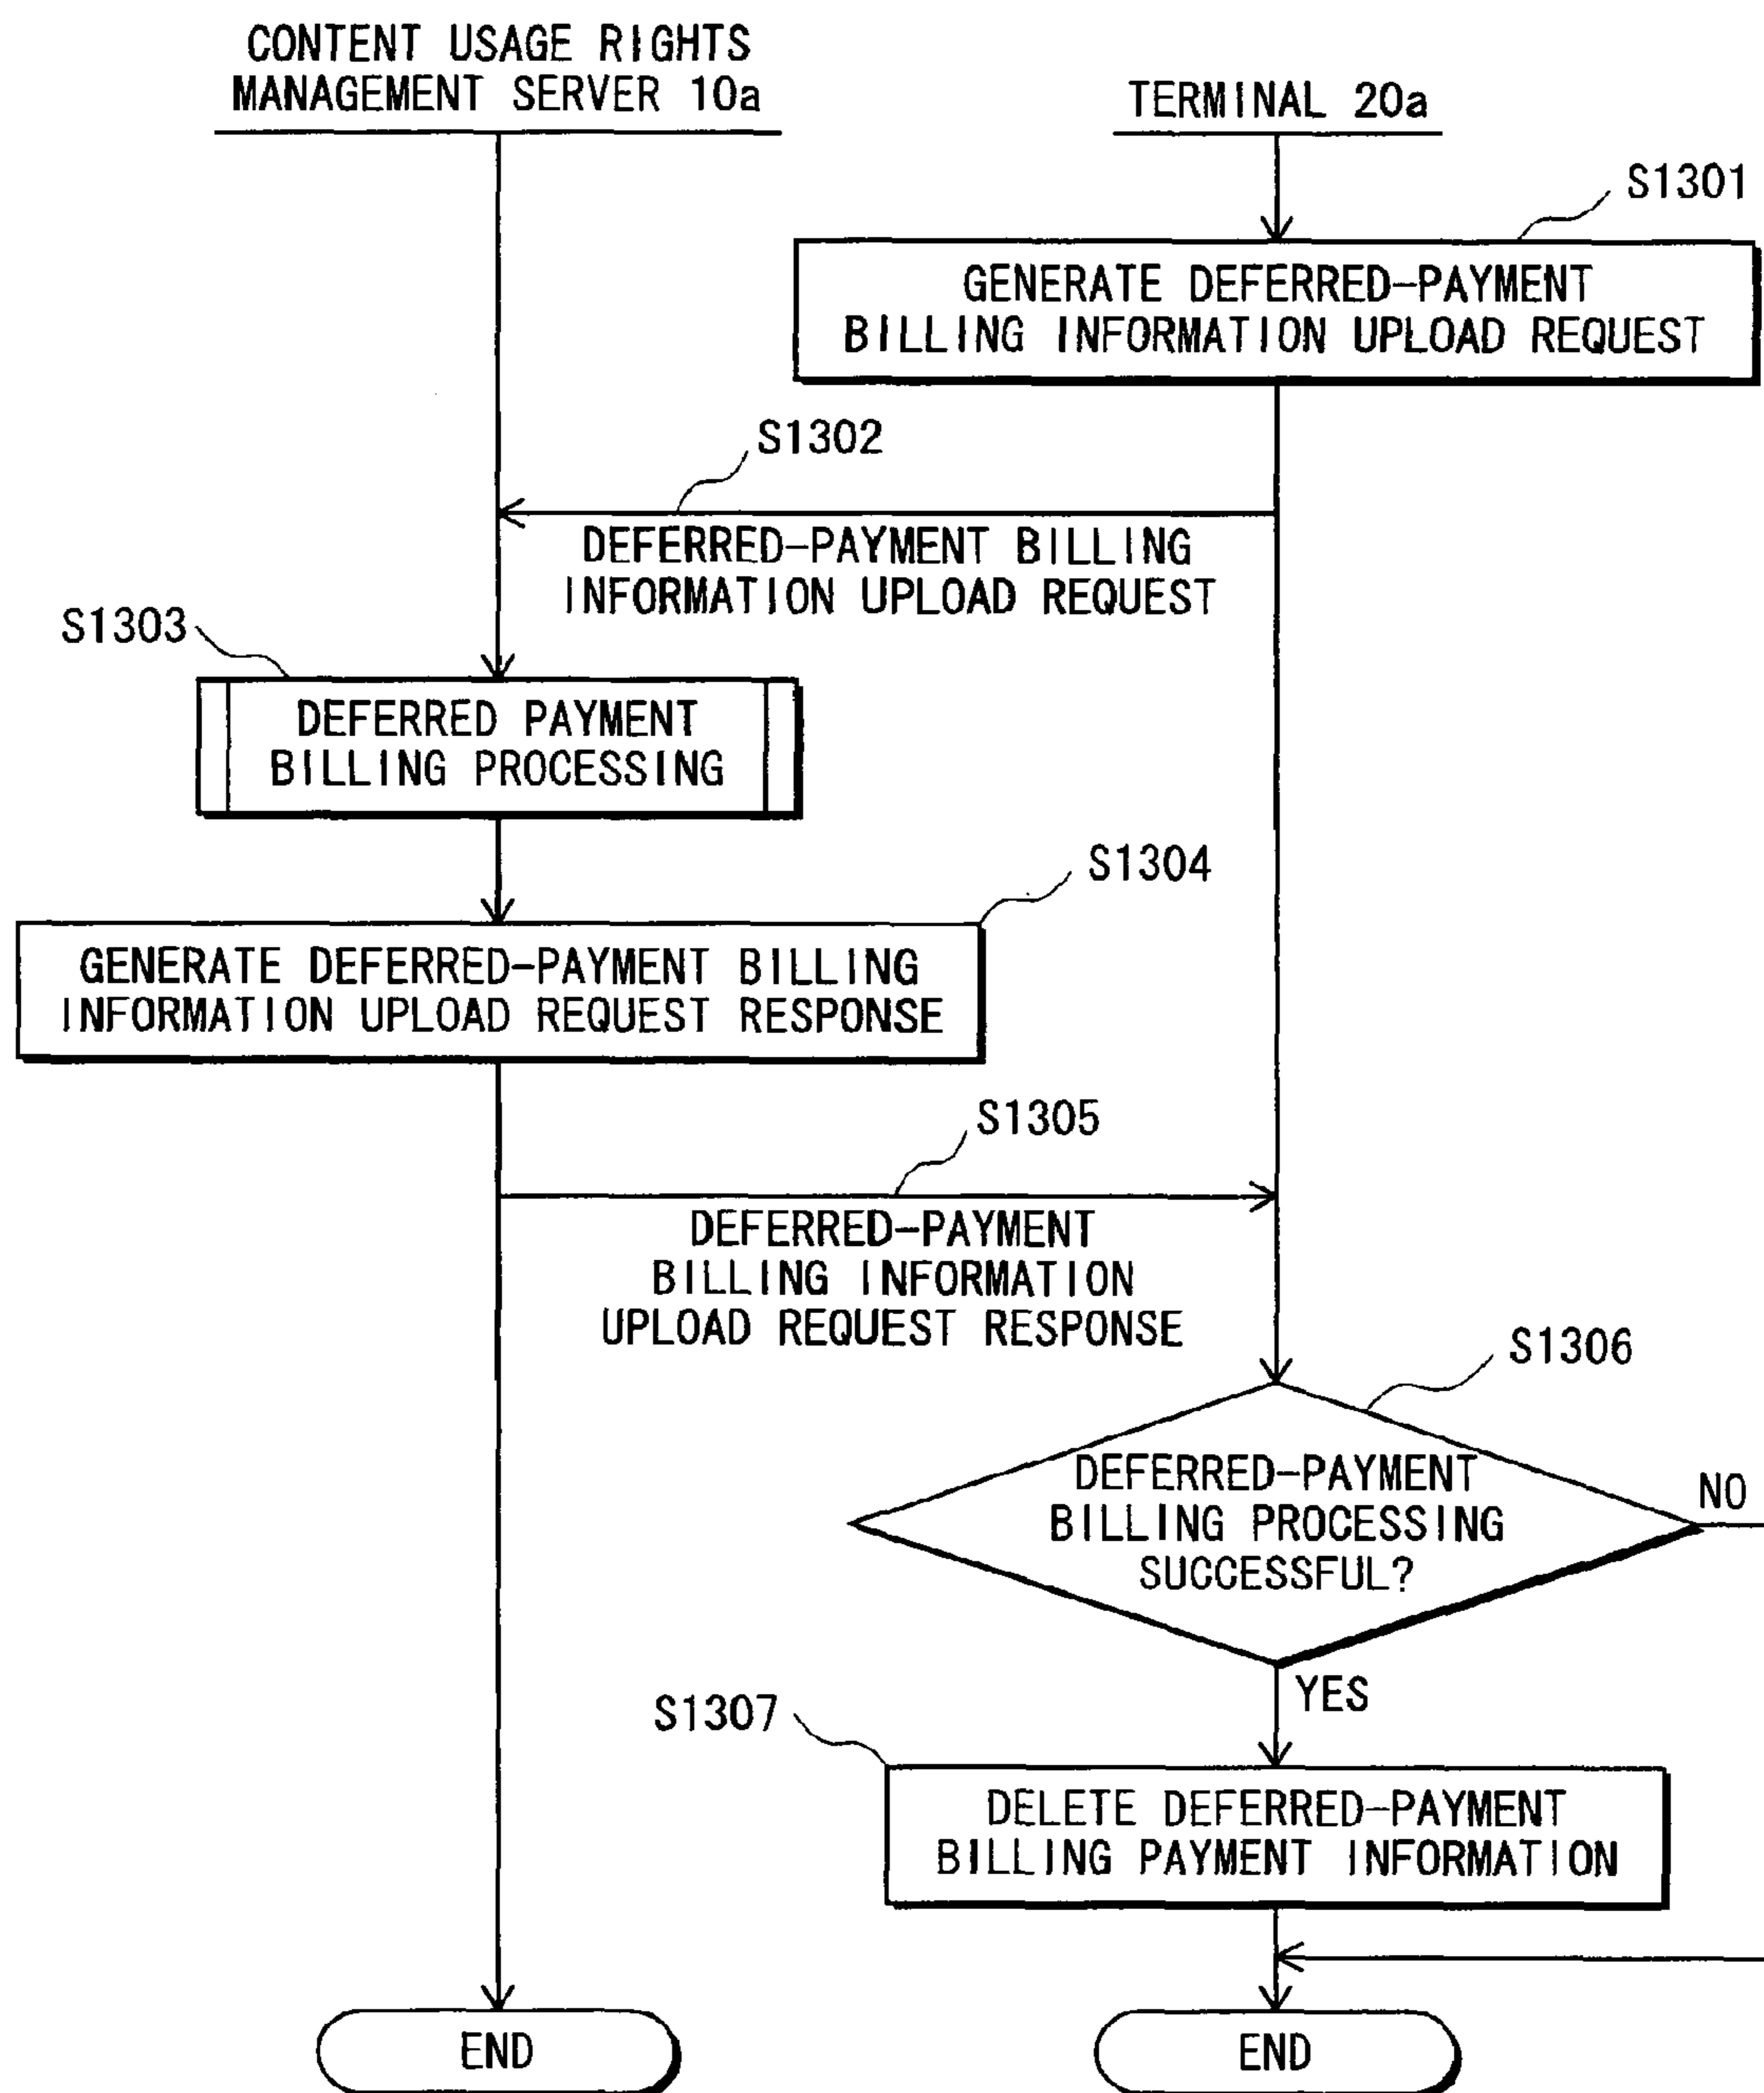 CONTENT USAGE RIGHTS
MANAGEMENT SERVER 10a
TERMINAL 20a
S1301
GENERATE DEFERRED-PAYMENT
BILLING INFORMATION UPLOAD REQUEST
S1302
DEFERRED-PAYMENT BILLING
INFORMATION UPLOAD REQUEST
S1303
DEFERRED PAYMENT
BILLING PROCESSING
S1304
GENERATE DEFERRED-PAYMENT BILLING
INFORMATION UPLOAD REQUEST RESPONSE
S1305
DEFERRED-PAYMENT
BILLING INFORMATION
UPLOAD REQUEST RESPONSE
S1306
DEFERRED-PAYMENT
BILLING PROCESSING
SUCCESSFUL?
NO
YES
S1307
DELETE DEFERRED-PAYMENT
BILLING PAYMENT INFORMATION
END
END